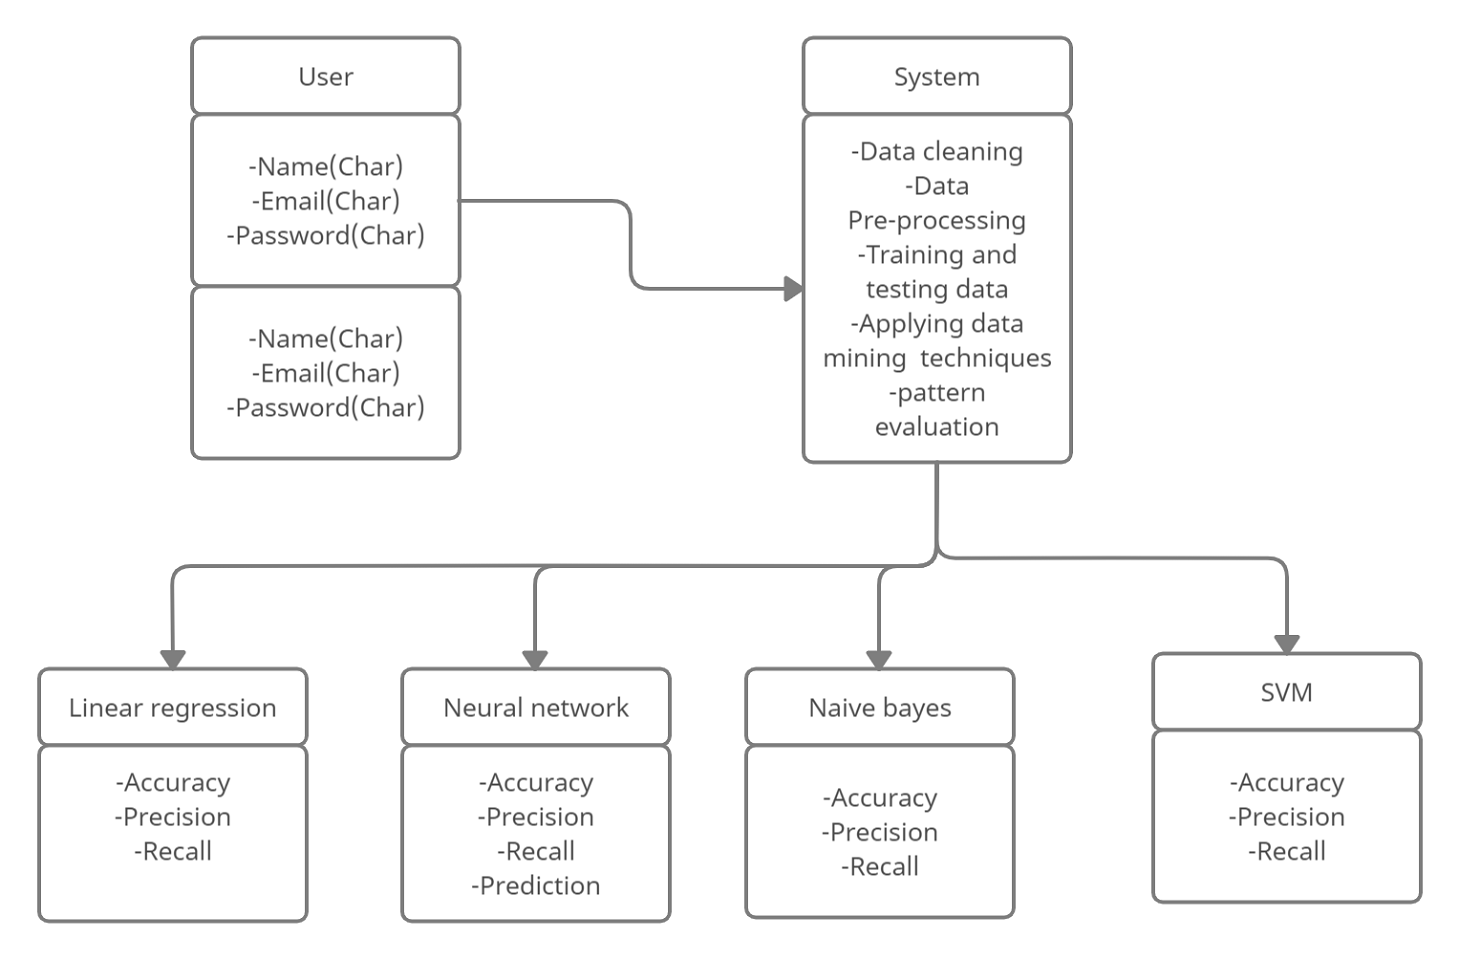 User
-Name(Char)
-Email(Char)
-Password(Char)
-Name(Char)
-Email(Char)
-Password(Char)
System
-Data cleaning
-Data
Pre-processing
-Training and
testing data
-Applying data
mining  techniques
-pattern
evaluation
Linear regression
-Accuracy
-Precision
-Recall
Neural network
-Accuracy
-Precision
-Recall
-Prediction
Naive bayes
-Accuracy
-Precision
-Recall
SVM
-Accuracy
-Precision
-Recall